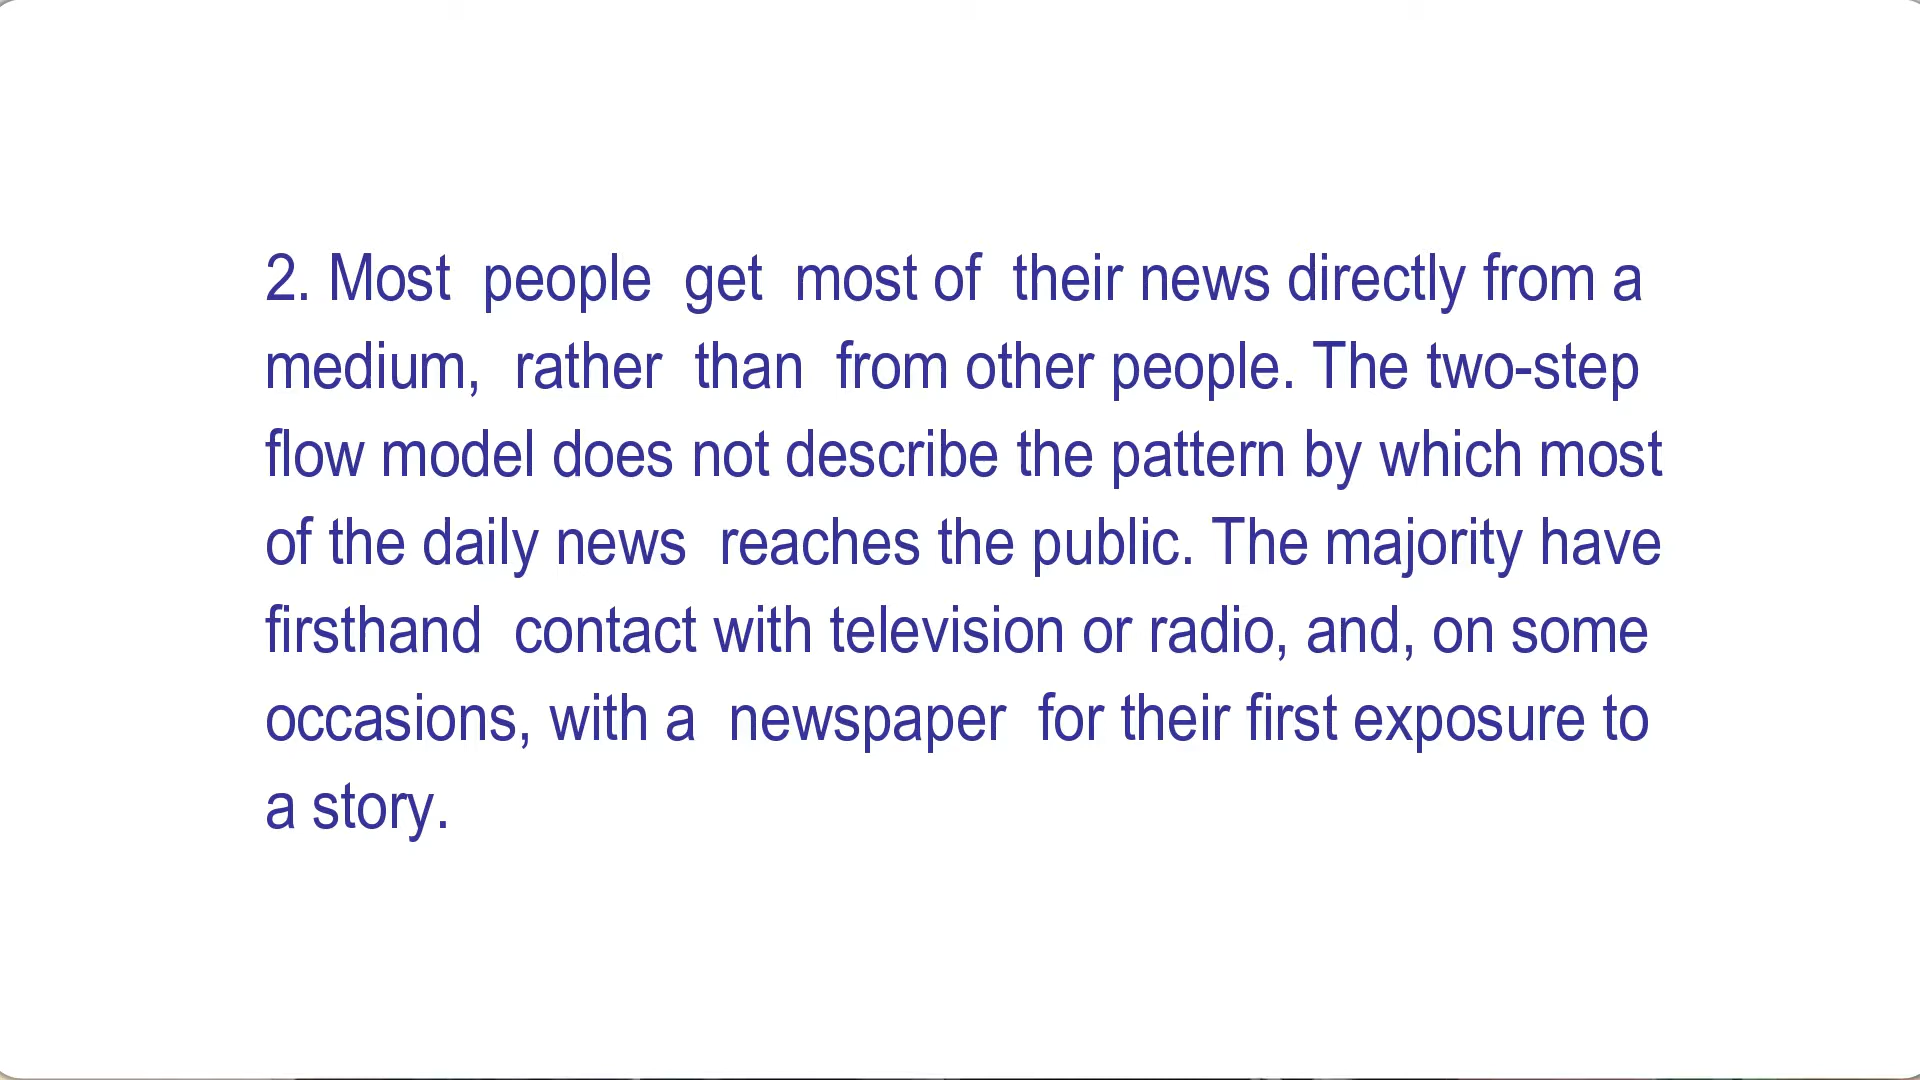 2. Most people get most of their news directly from a
medium, rather than from other people. The two-step
flow model does not describe the pattern by which most
of the daily news reaches the public. The majority have
firsthand contact with television or radio, and, on some
occasions, with a newspaper for their first exposure to
a story.